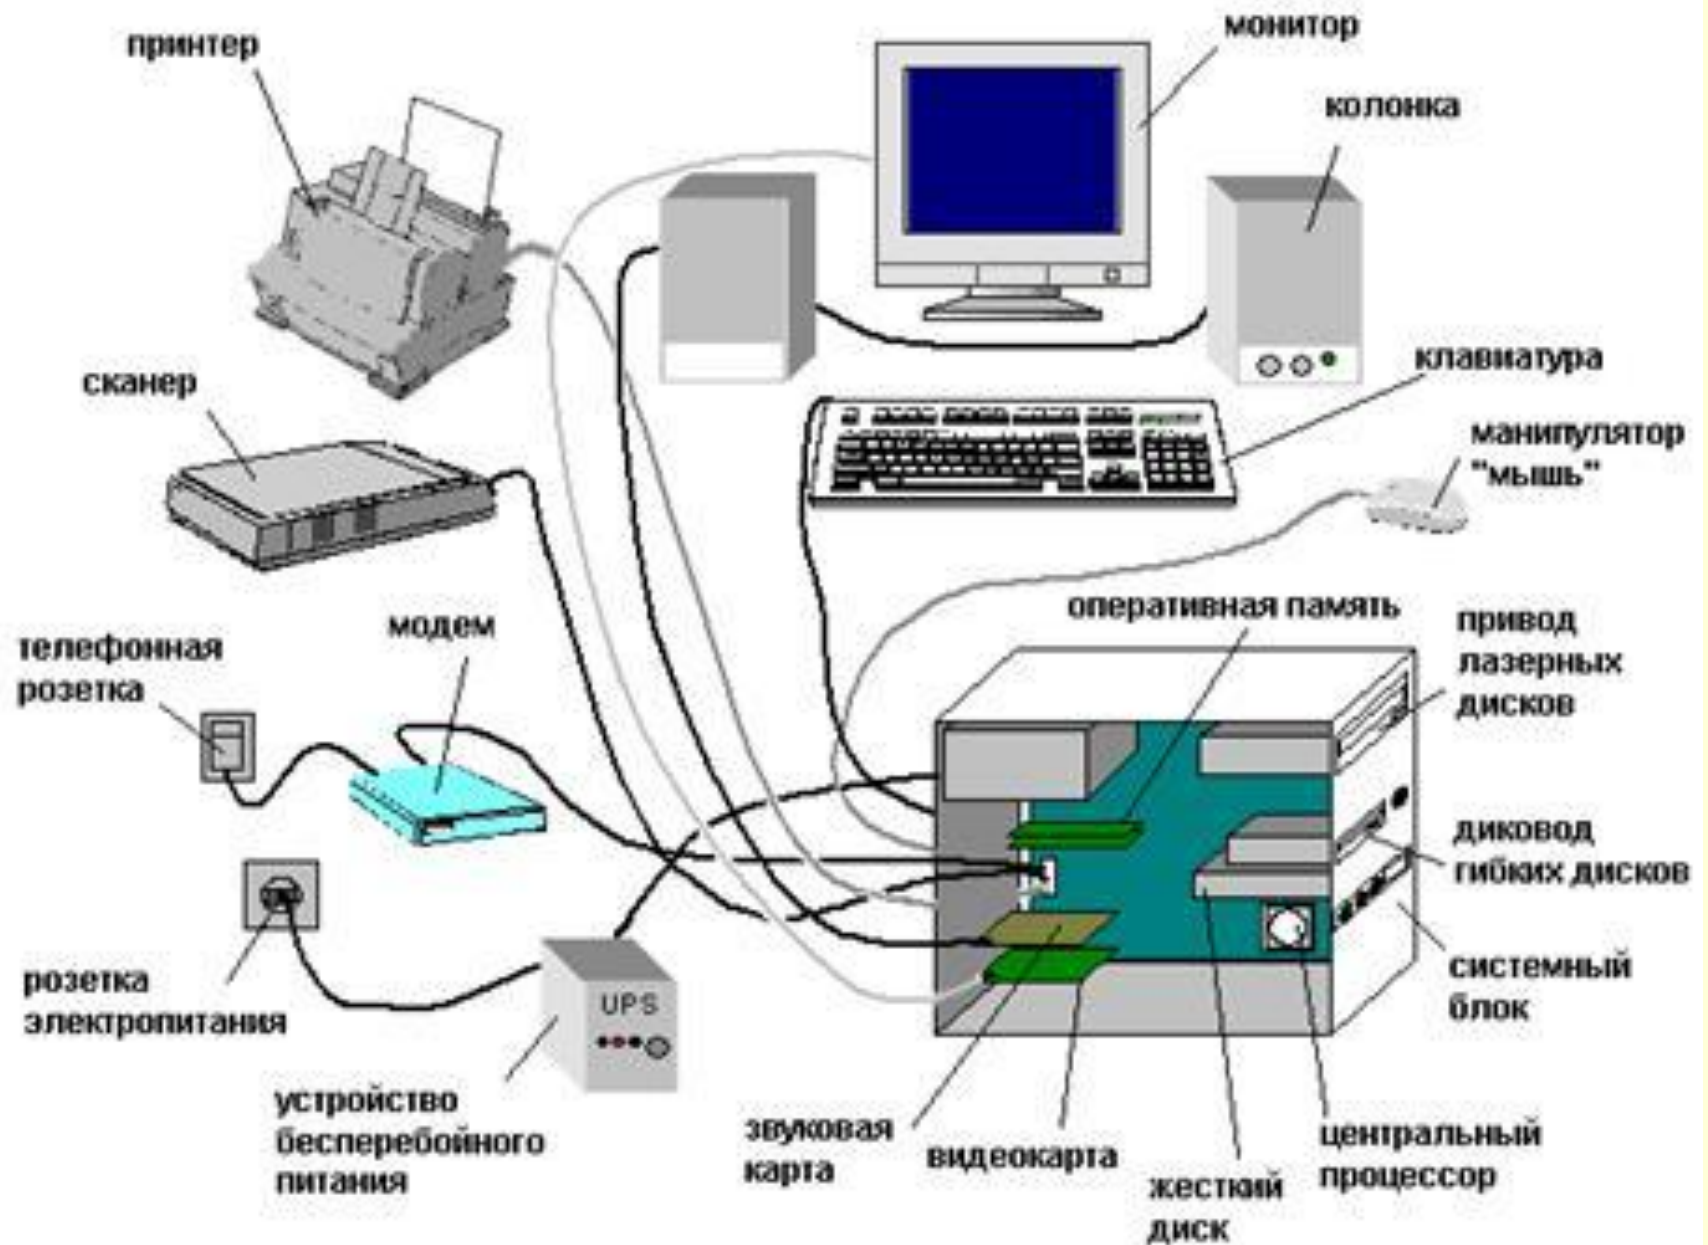 принтер
монитор
колонка
сканер
клавиатура
манипулятор
"мышь"
телефонная
розетка
модем
оперативная память
привод
лазерных
дисков
диковод
гибких дисков
розетка
электропитания
UPS
системный
блок
устройство
бесперебойного
питания
звуковая
карта
видеокарта
жесткий
диск
центральный
процессор